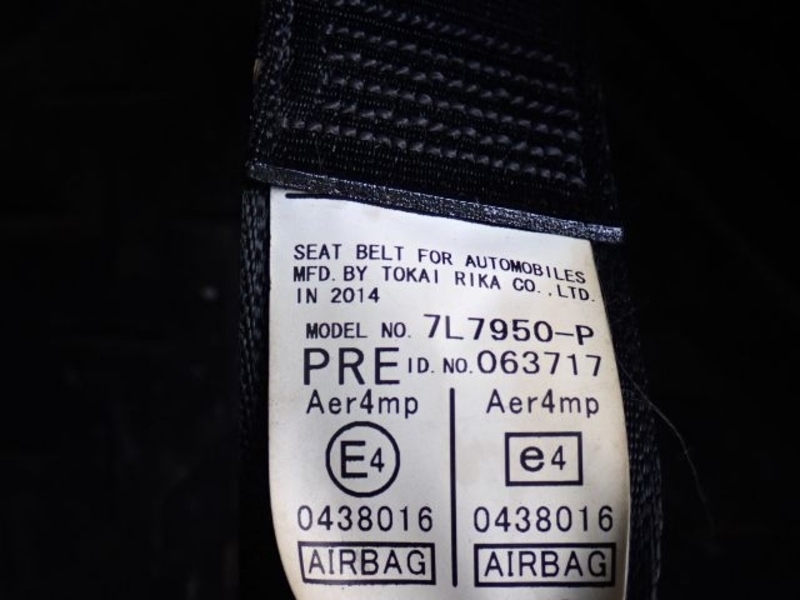 SEAT BELT FOR AUTOMOBILES
MFD. BY TOKAI RIKA CO.,LTD.
IN 2014
MODEL NO. 7L7950-P
PRE ID. NO. 063717
Aer4mp Aer4mp
E4 e4
0438016 0438016
AIRBAG AIRBAG